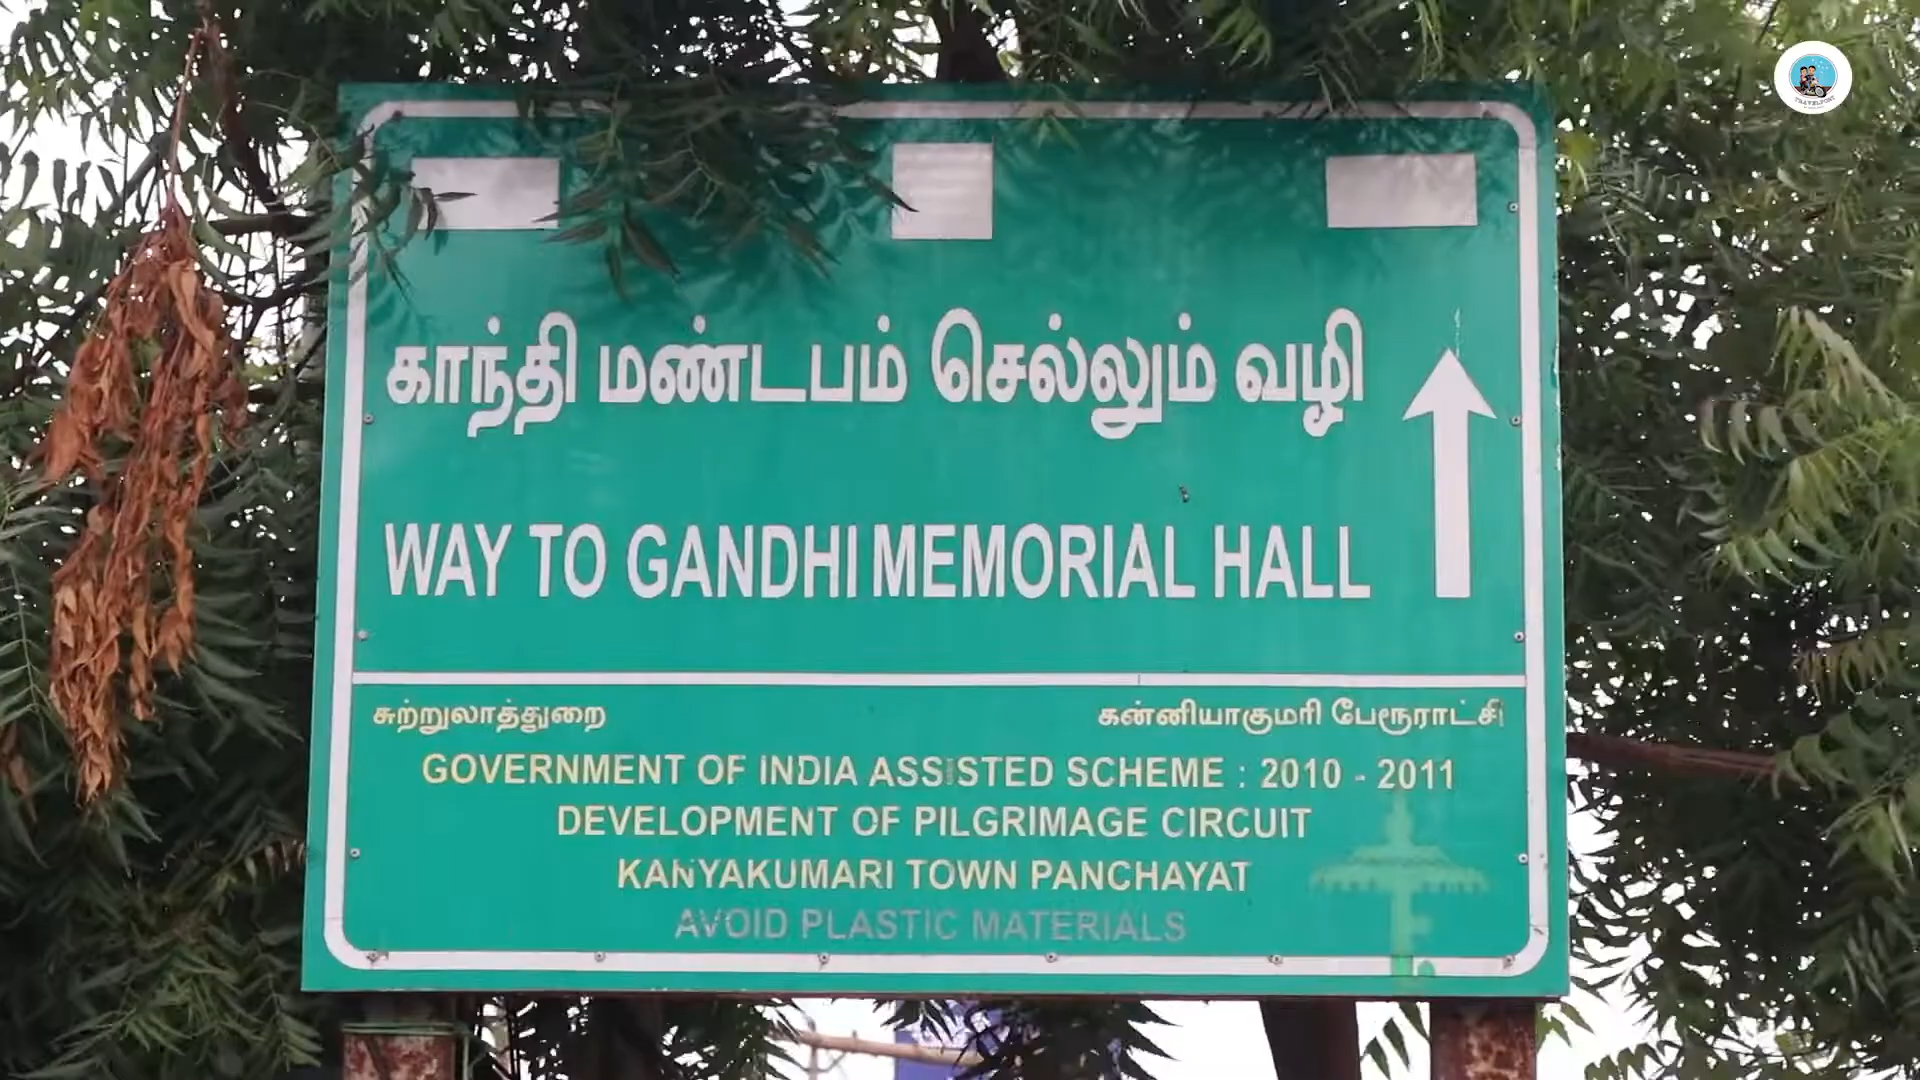 காந்தி மண்டபம் செல்லும் வழி
WAY TO GANDHI MEMORIAL HALL
சுற்றுலாத்துறை கன்னியாகுமரி பேரூராட்சி
GOVERNMENT OF INDIA ASSISTED SCHEME : 2010 - 2011
DEVELOPMENT OF PILGRIMAGE CIRCUIT
KANYAKUMARI TOWN PANCHAYAT
AVOID PLASTIC MATERIALS